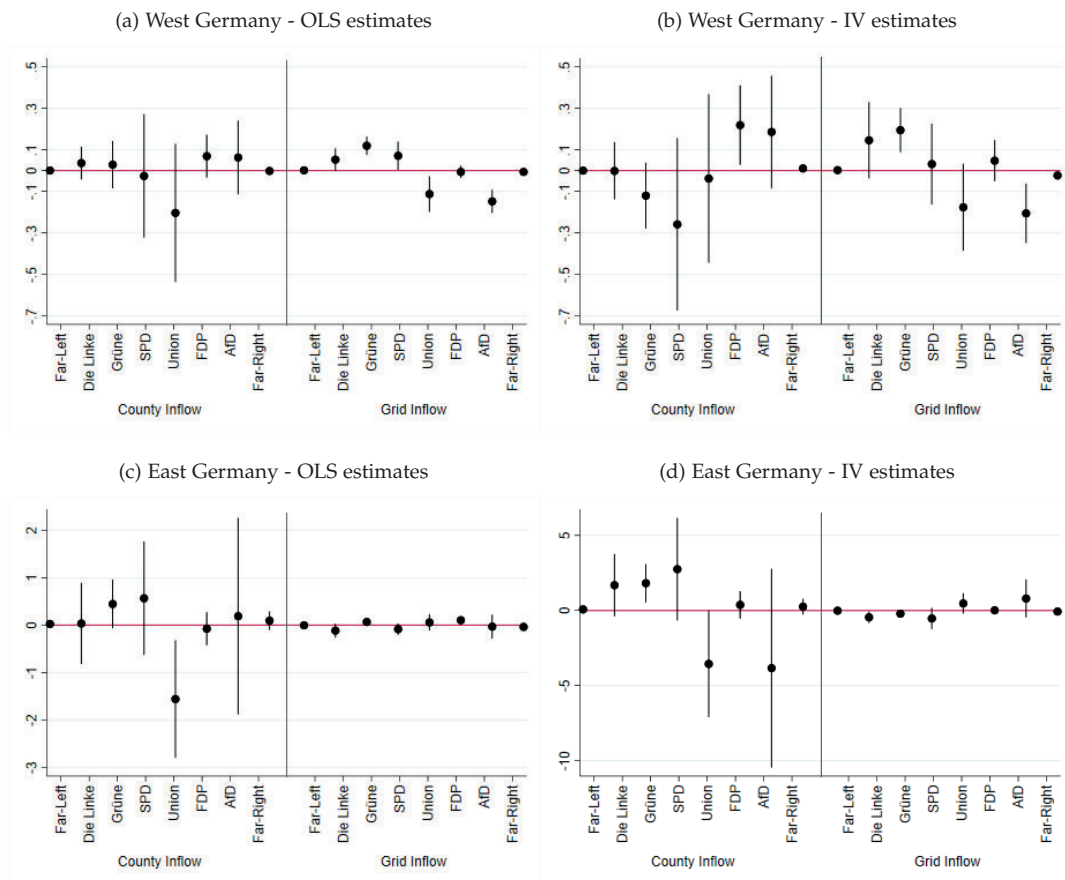 (a) West Germany - OLS estimates
.5
.3
.1
0
-.1
-.3
-.5
-.7
Far-Left
Die Linke
Grüne
SPD
Union
FDP
AfD
Far-Right
Far-Left
Die Linke
Grüne
SPD
Union
FDP
AfD
Far-Right
County Inflow
Grid Inflow
(b) West Germany - IV estimates
.5
.3
.1
0
-.1
-.3
-.5
-.7
Far-Left
Die Linke
Grüne
SPD
Union
FDP
AfD
Far-Right
Far-Left
Die Linke
Grüne
SPD
Union
FDP
AfD
Far-Right
County Inflow
Grid Inflow
(c) East Germany - OLS estimates
2
1
0
-1
-2
-3
Far-Left
Die Linke
Grüne
SPD
Union
FDP
AfD
Far-Right
Far-Left
Die Linke
Grüne
SPD
Union
FDP
AfD
Far-Right
County Inflow
Grid Inflow
(d) East Germany - IV estimates
5
0
-5
-10
Far-Left
Die Linke
Grüne
SPD
Union
FDP
AfD
Far-Right
Far-Left
Die Linke
Grüne
SPD
Union
FDP
AfD
Far-Right
County Inflow
Grid Inflow